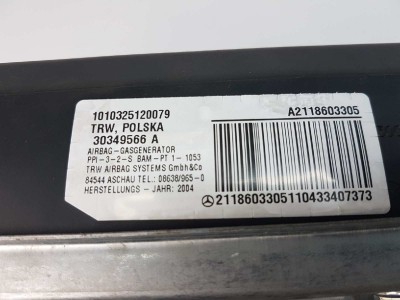 1010325120079
A2118603305
TRW, POLSKA
30349566 A
AIRBAG-GASGENERATOR
PPI-3-2-S BAM-PT 1- 1053
TRW AIRBAG SYSTEMS GmbH&Co
84544 ASCHAU TEL.: 08638/965-0
HERSTELLUNGS - JAHR: 2004
2118603305110433407373